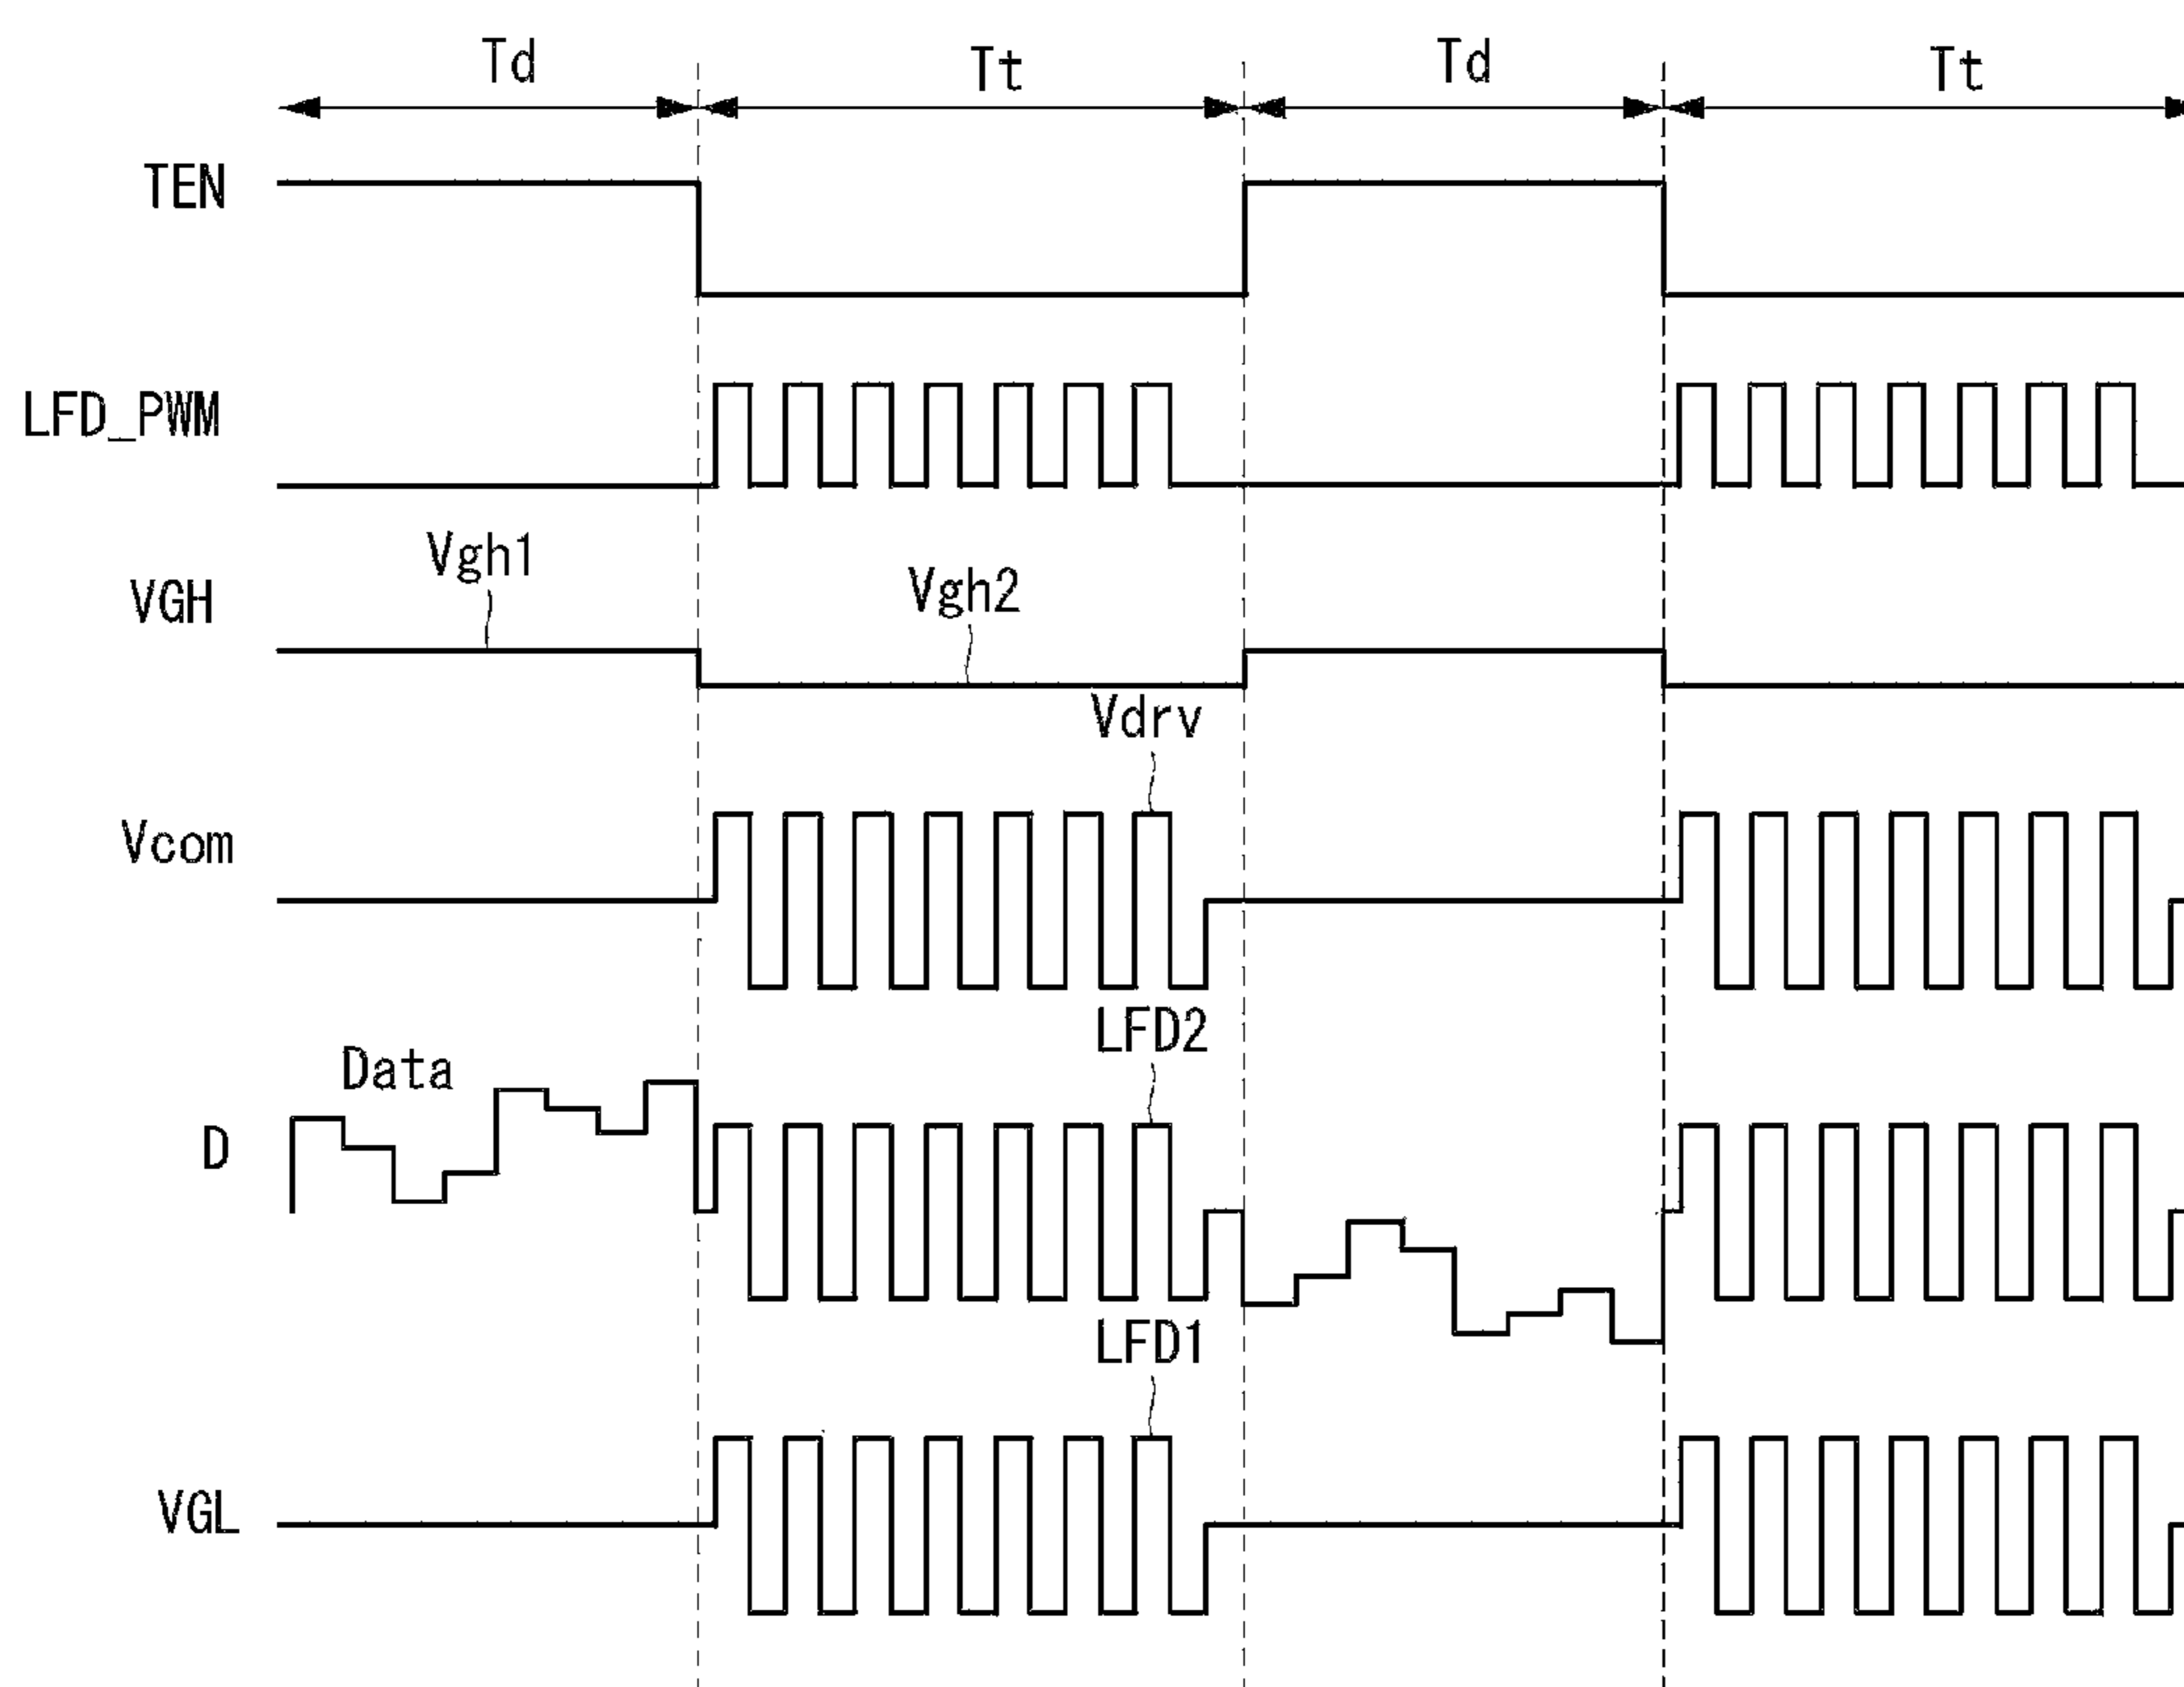 Td Tt Td Tt
TEN
LFD_PWM
Vgh1
VGH
Vgh2
Vdrv
Vcom
LFD2
Data
D
LFD1
VGL